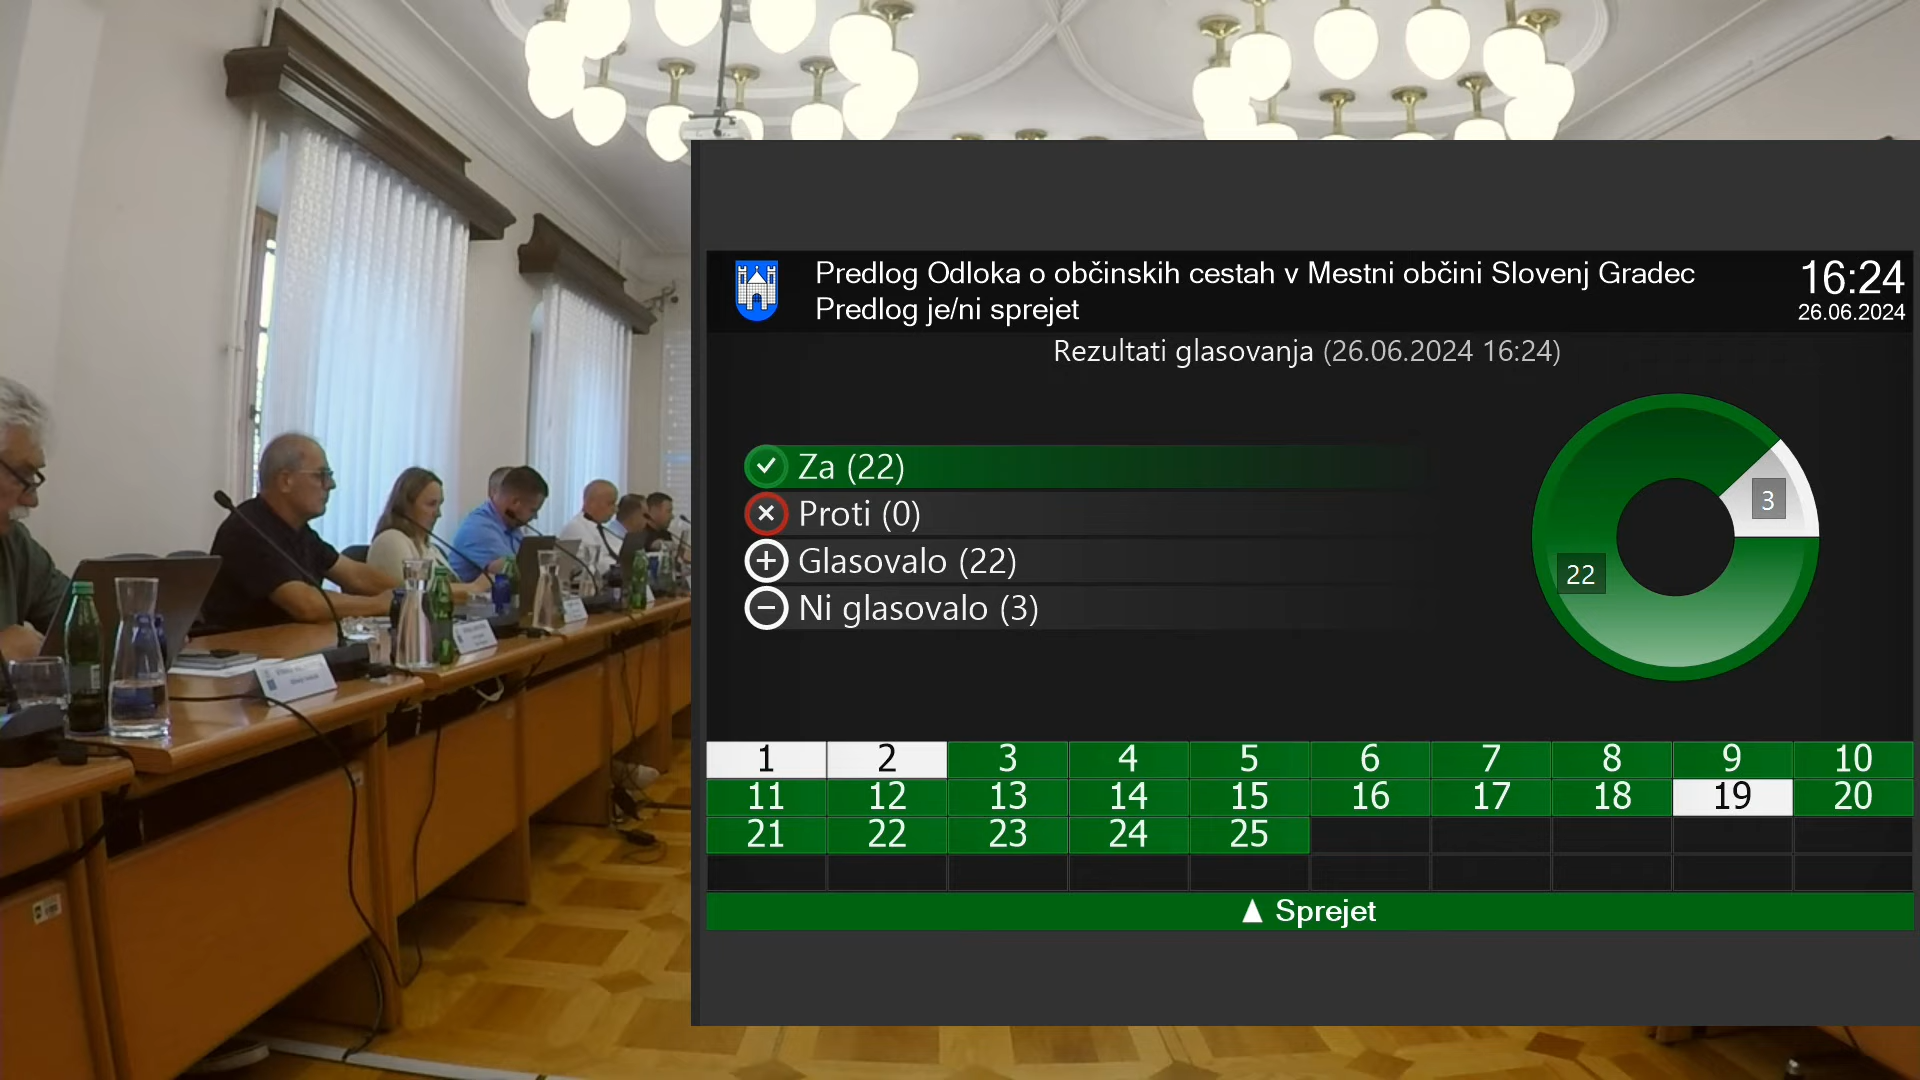 Predlog Odloka o občinskih cestah v Mestni občini Slovenj Gradec
Predlog je/ni sprejet
16:24
26.06.2024
Rezultati glasovanja (26.06.2024 16:24)
Za (22)
Proti (0)
Glasovalo (22)
Ni glasovalo (3)
3
22
1 2 3 4 5 6 7 8 9 10
11 12 13 14 15 16 17 18 19 20
21 22 23 24 25
Sprejet